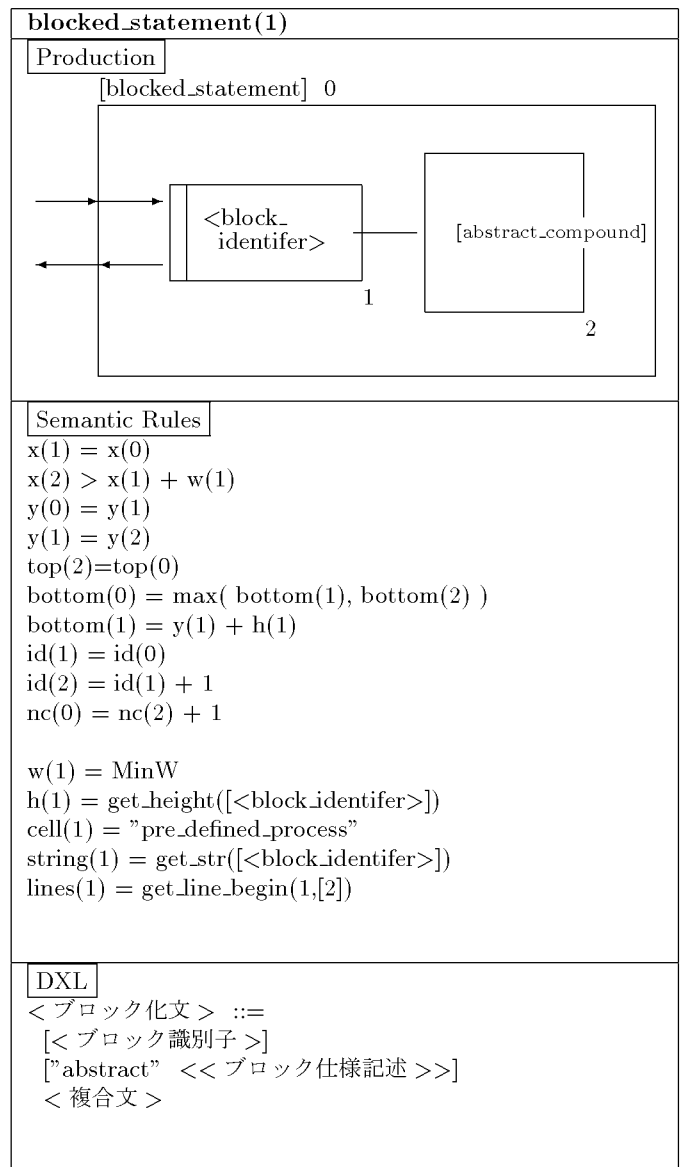 blocked_statement(1)
Production
[blocked_statement] 0
<block_
identifer>
[abstract_compound]
1
2
Semantic Rules
x(1) = x(0)
x(2) > x(1) + w(1)
y(0) = y(1)
y(1) = y(2)
top(2)=top(0)
bottom(0) = max( bottom(1), bottom(2) )
bottom(1) = y(1) + h(1)
id(1) = id(0)
id(2) = id(1) + 1
nc(0) = nc(2) + 1
w(1) = MinW
h(1) = get_height([<block_identifer>])
cell(1) = ”pre_defined_process”
string(1) = get_str([<block_identifer>])
lines(1) = get_line_begin(1,[2])
DXL
< ブロック化文 > ::=
[< ブロック識別子 >]
[”abstract” << ブロック仕様記述 >>]
< 複合文 >